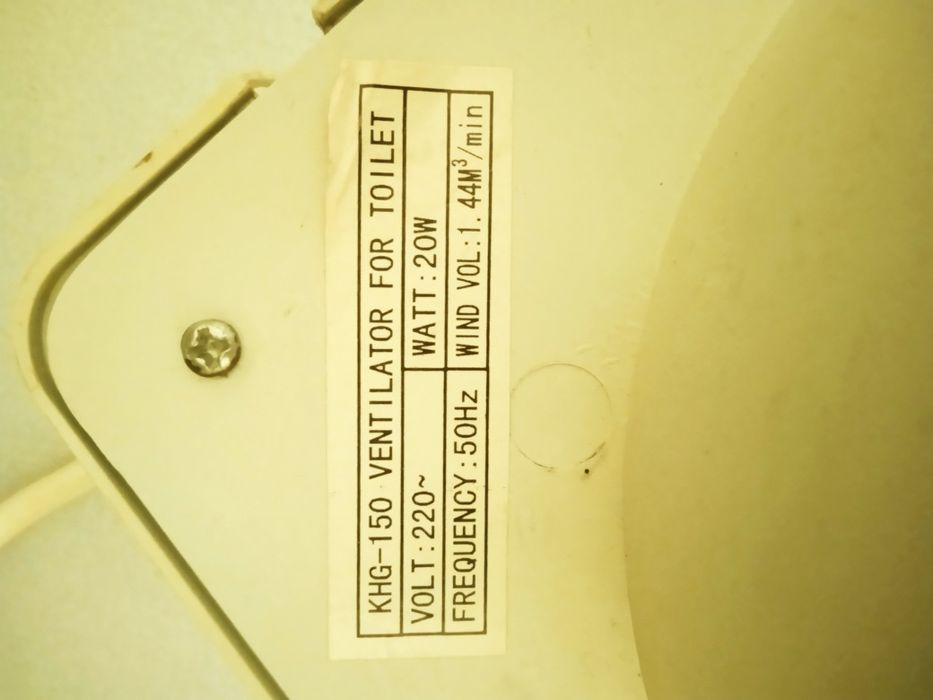 KHG-150 VENTILATOR FOR TOILET
VOLT:220~ WATT:20W
FREQUENCY:50Hz WIND VOL:1.44M³/min